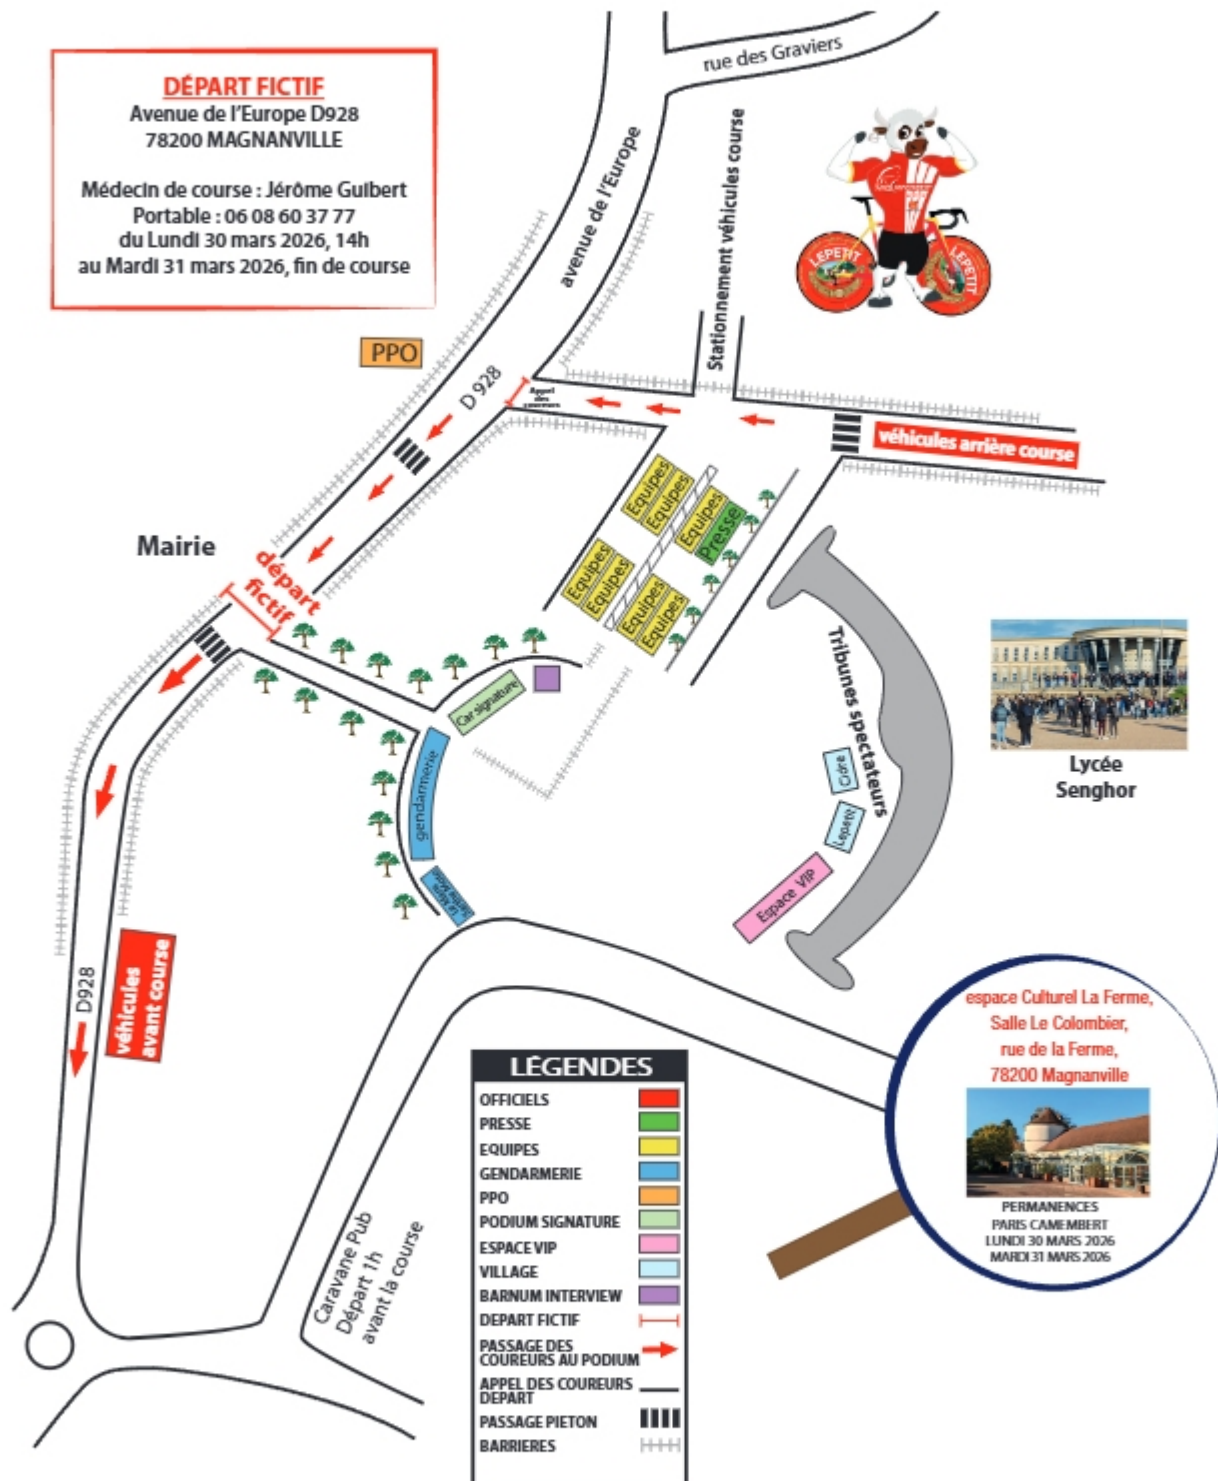 DÉPART FICTIF
Avenue de l'Europe D928
78200 MAGNANVILLE
Médecin de course : Jérôme Guibert
Portable : 06 08 60 37 77
du Lundi 30 mars 2026, 14h
au Mardi 31 mars 2026, fin de course
rue des Graviers
avenue de l'Europe
Stationnement véhicules course
LEPETIT
LEPETIT
PPO
D 928
Appel
des
coureurs
véhicules arrière course
Equipes
Equipes
Equipes
Presse
Equipes
Equipes
Equipes
Equipes
Mairie
départ
fictif
Car signature
gendarmerie
Tribunes spectateurs
Cidre
Lepetit
Espace VIP
Lycée
Senghor
D928
véhicules
avant course
espace Culturel La Ferme,
Salle Le Colombier,
rue de la Ferme,
78200 Magnanville
PERMANENCES
PARIS CAMEMBERT
LUNDI 30 MARS 2026
MARDI 31 MARS 2026
Caravane Pub
Départ 1h
avant la course
LÉGENDES
OFFICIELS
PRESSE
EQUIPES
GENDARMERIE
PPO
PODIUM SIGNATURE
ESPACE VIP
VILLAGE
BARNUM INTERVIEW
DEPART FICTIF
PASSAGE DES
COUREURS AU PODIUM
APPEL DES COUREURS
DEPART
PASSAGE PIETON
BARRIERES